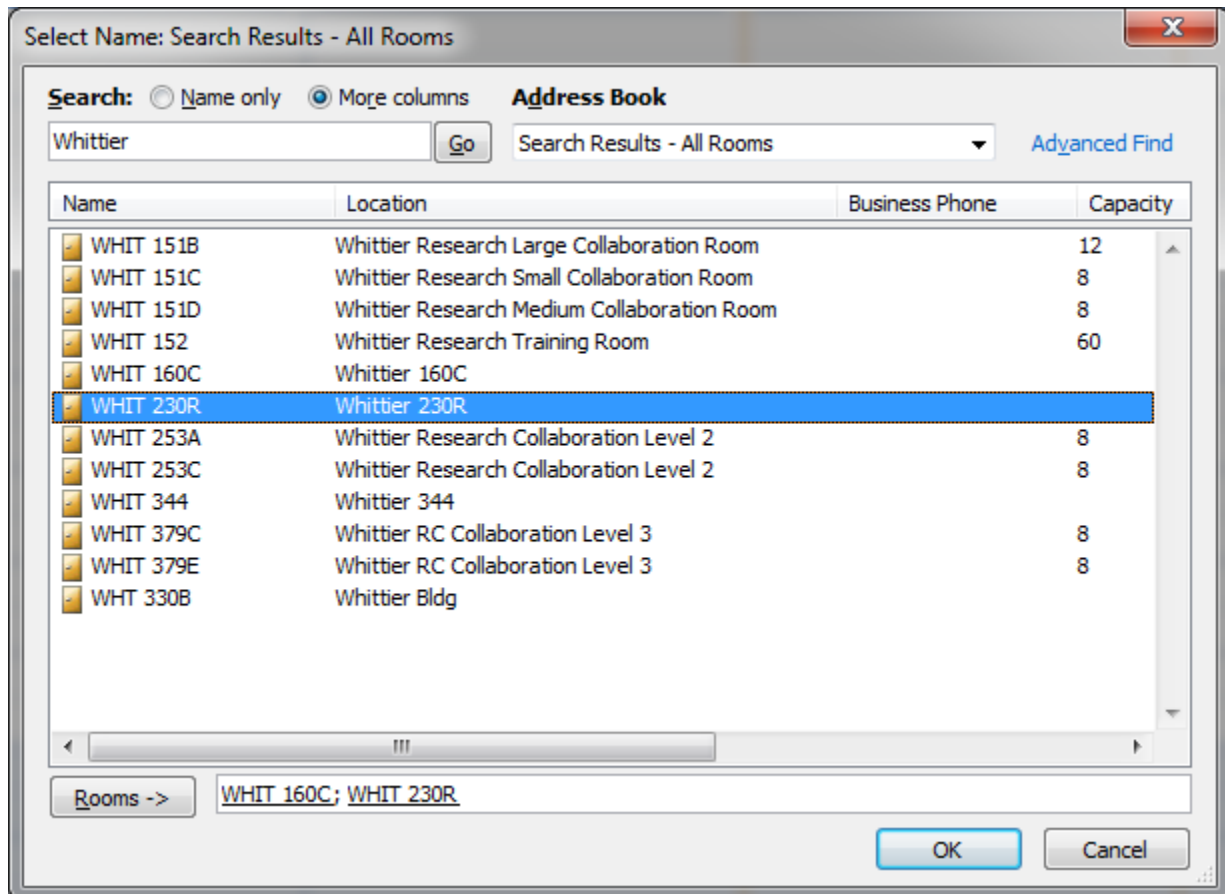 Select Name: Search Results - All Rooms
Search: Name only More columns Address Book
Whittier Go Search Results - All Rooms Advanced Find
Name Location Business Phone Capacity
WHIT 151B Whittier Research Large Collaboration Room 12
WHIT 151C Whittier Research Small Collaboration Room 8
WHIT 151D Whittier Research Medium Collaboration Room 8
WHIT 152 Whittier Research Training Room 60
WHIT 160C Whittier 160C
WHIT 230R Whittier 230R
WHIT 253A Whittier Research Collaboration Level 2 8
WHIT 253C Whittier Research Collaboration Level 2 8
WHIT 344 Whittier 344
WHIT 379C Whittier RC Collaboration Level 3 8
WHIT 379E Whittier RC Collaboration Level 3 8
WHT 330B Whittier Bldg
Rooms -> WHIT 160C; WHIT 230R
OK Cancel